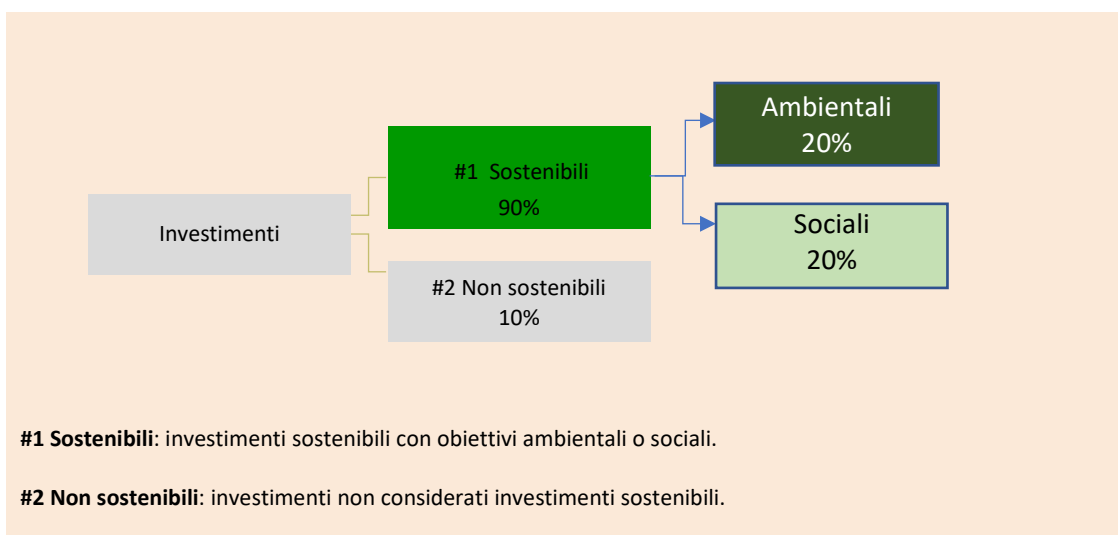 Investimenti
#1 Sostenibili
90%
#2 Non sostenibili
10%
Ambientali
20%
Sociali
20%
#1 Sostenibili: investimenti sostenibili con obiettivi ambientali o sociali.
#2 Non sostenibili: investimenti non considerati investimenti sostenibili.